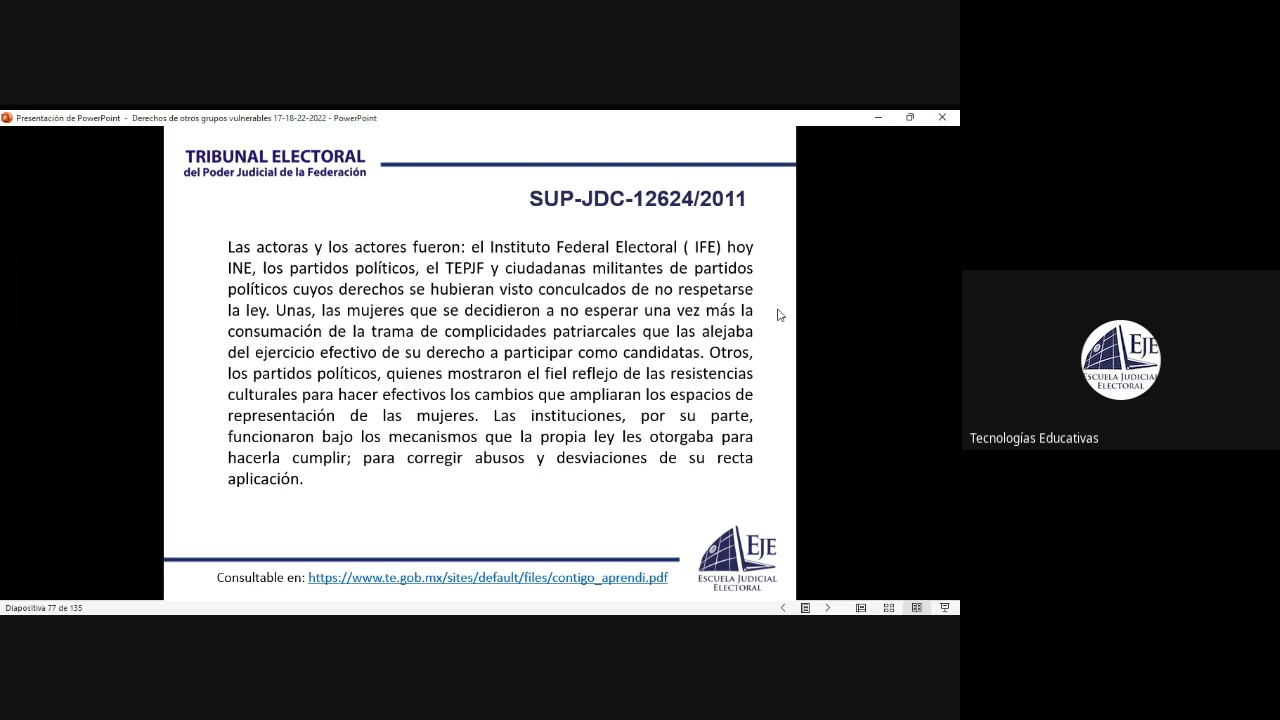 Presentación de PowerPoint - Derechos de otros grupos vulnerables 17-18-22-2022 - PowerPoint
TRIBUNAL ELECTORAL
del Poder Judicial de la Federación
SUP-JDC-12624/2011
Las actoras y los actores fueron: el Instituto Federal Electoral ( IFE) hoy
INE, los partidos políticos, el TEPJF y ciudadanas militantes de partidos
políticos cuyos derechos se hubieran visto conculcados de no respetarse
la ley. Unas, las mujeres que se decidieron a no esperar una vez más la
consumación de la trama de complicidades patriarcales que las alejaba
del ejercicio efectivo de su derecho a participar como candidatas. Otros,
los partidos políticos, quienes mostraron el fiel reflejo de las resistencias
culturales para hacer efectivos los cambios que ampliaran los espacios de
representación de las mujeres. Las instituciones, por su parte,
funcionaron bajo los mecanismos que la propia ley les otorgaba para
hacerla cumplir; para corregir abusos y desviaciones de su recta
aplicación.
EJE
ESCUELA JUDICIAL
ELECTORAL
Consultable en: https://www.te.gob.mx/sites/default/files/contigo_aprendi.pdf
Diapositiva 77 de 135
EJE
ESCUELA JUDICIAL
ELECTORAL
Tecnologías Educativas